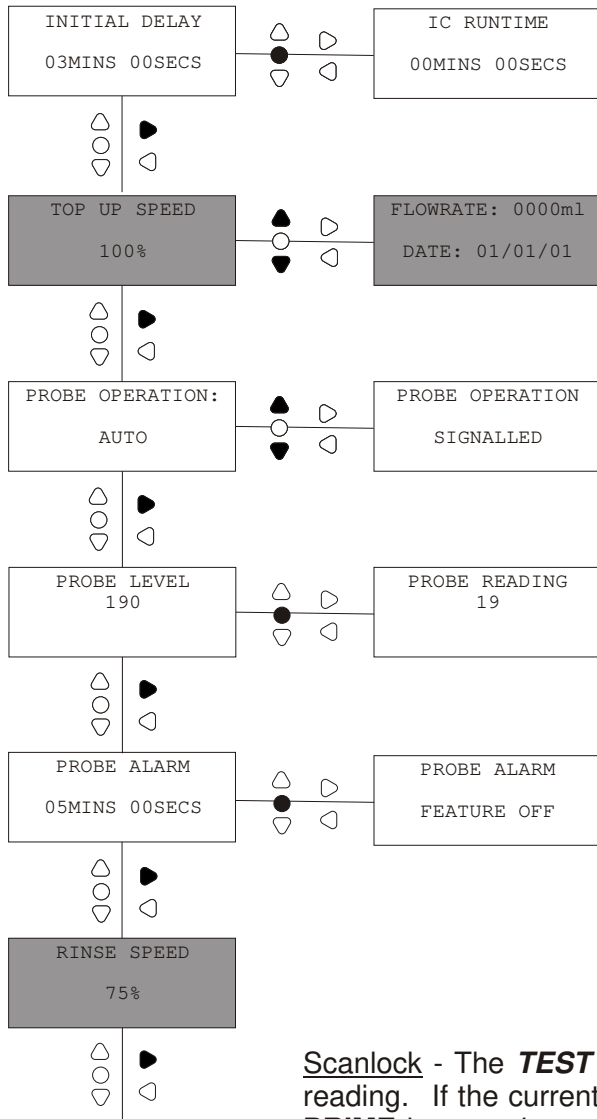 INITIAL DELAY
03MINS 00SECS
IC RUNTIME
00MINS 00SECS
TOP UP SPEED
100%
FLOWRATE: 0000ml
DATE: 01/01/01
PROBE OPERATION:
AUTO
PROBE OPERATION
SIGNALLED
PROBE LEVEL
190
PROBE READING
19
PROBE ALARM
05MINS 00SECS
PROBE ALARM
FEATURE OFF
RINSE SPEED
75%
Scanlock - The TEST
reading. If the current
PRIME